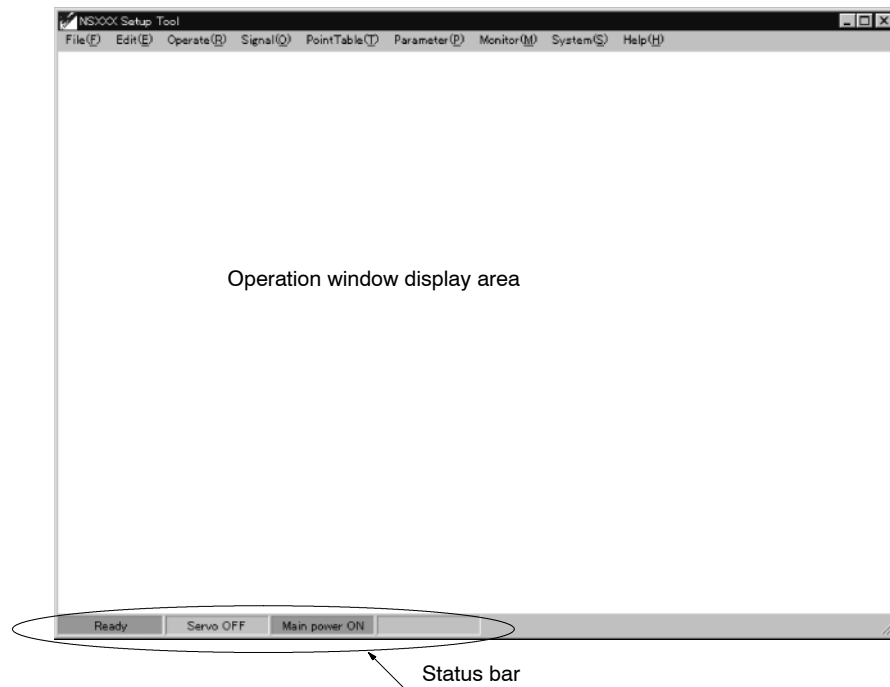 NSXXX Setup Tool
File(F) Edit(E) Operate(R) Signal(O) PointTable(T) Parameter(P) Monitor(M) System(S) Help(H)
Operation window display area
Ready Servo OFF Main power ON
Status bar